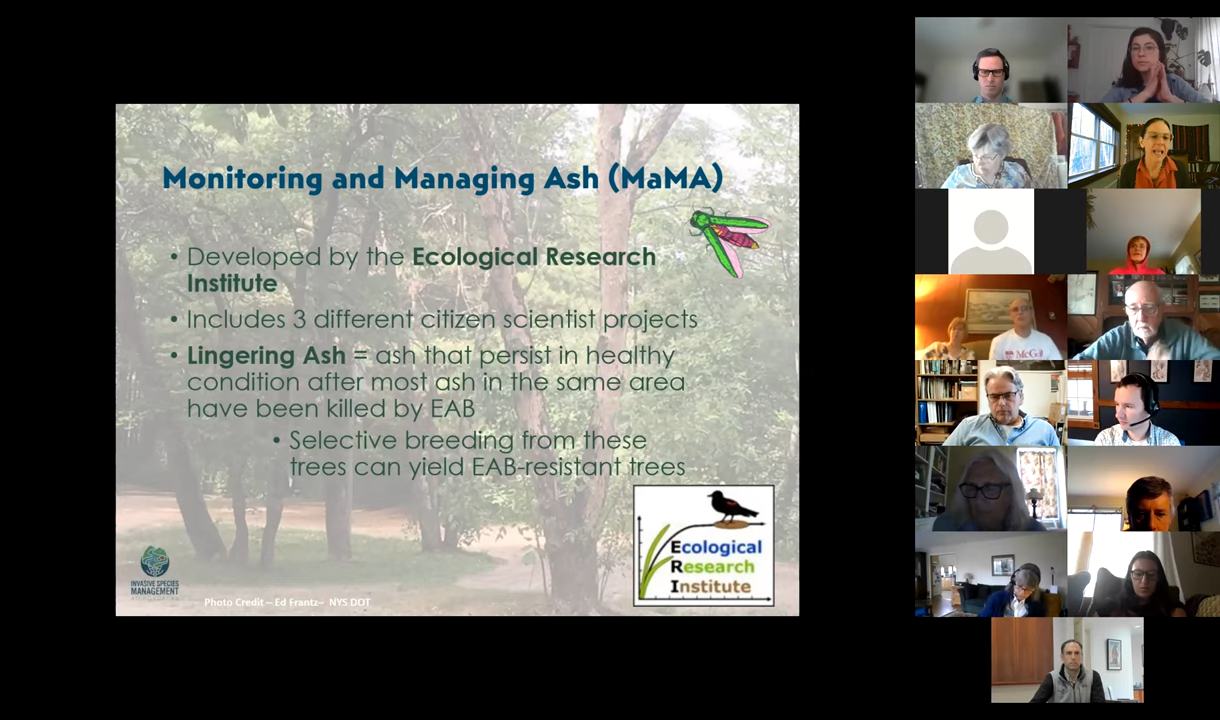 Monitoring and Managing Ash (MaMA)
• Developed by the Ecological Research
Institute
• Includes 3 different citizen scientist projects
• Lingering Ash = ash that persist in healthy
condition after most ash in the same area
have been killed by EAB
• Selective breeding from these
trees can yield EAB-resistant trees
Ecological
Research
Institute
INVASIVE SPECIES
MANAGEMENT
Photo Credit – Ed Frantz– NYS DOT